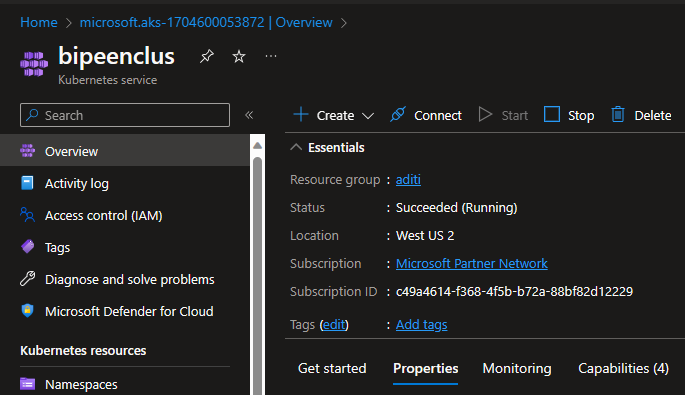 Home > microsoft.aks-1704600053872 | Overview >
bipeenclus
Kubernetes service
Search
Overview
Activity log
Access control (IAM)
Tags
Diagnose and solve problems
Microsoft Defender for Cloud
Kubernetes resources
Namespaces
Create Connect Start Stop Delete
Essentials
Resource group : aditi
Status : Succeeded (Running)
Location : West US 2
Subscription : Microsoft Partner Network
Subscription ID : c49a4614-f368-4f5b-b72a-88bf82d12229
Tags (edit) : Add tags
Get started Properties Monitoring Capabilities (4)